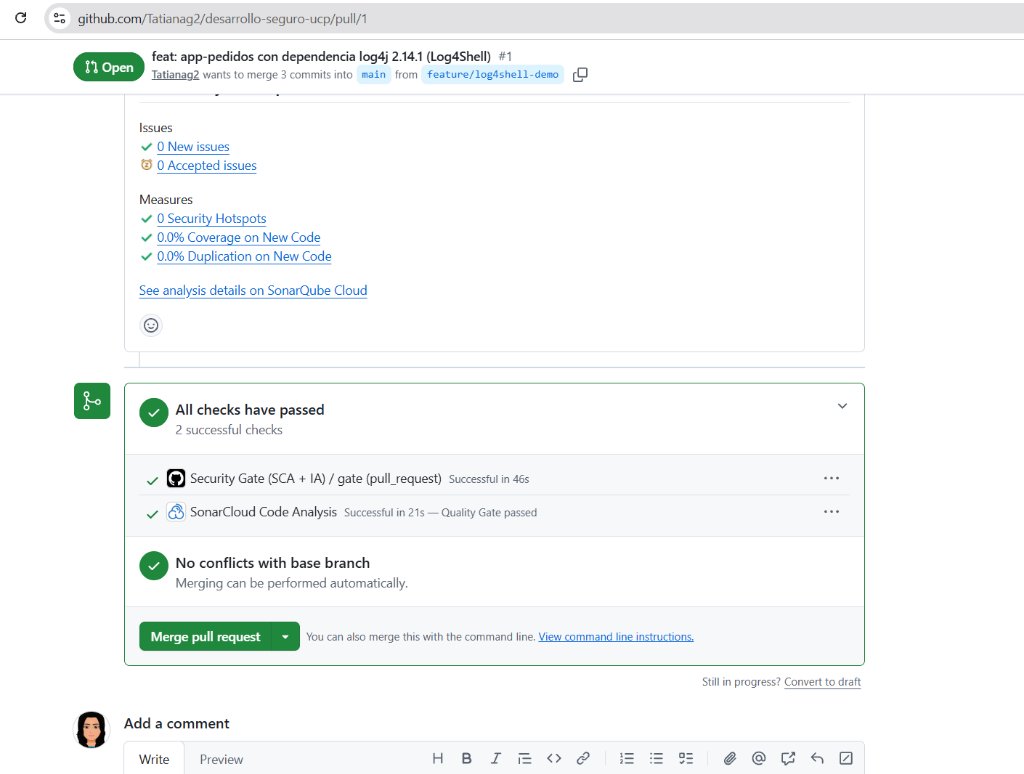 github.com/Tatianag2/desarrollo-seguro-ucp/pull/1
Open
feat: app-pedidos con dependencia log4j 2.14.1 (Log4Shell) #1
Tatianag2 wants to merge 3 commits into main from feature/log4shell-demo
Issues
0 New issues
0 Accepted issues
Measures
0 Security Hotspots
0.0% Coverage on New Code
0.0% Duplication on New Code
See analysis details on SonarQube Cloud
All checks have passed
2 successful checks
Security Gate (SCA + IA) / gate (pull_request) Successful in 46s
SonarCloud Code Analysis Successful in 21s — Quality Gate passed
No conflicts with base branch
Merging can be performed automatically.
Merge pull request You can also merge this with the command line. View command line instructions.
Still in progress? Convert to draft
Add a comment
Write Preview